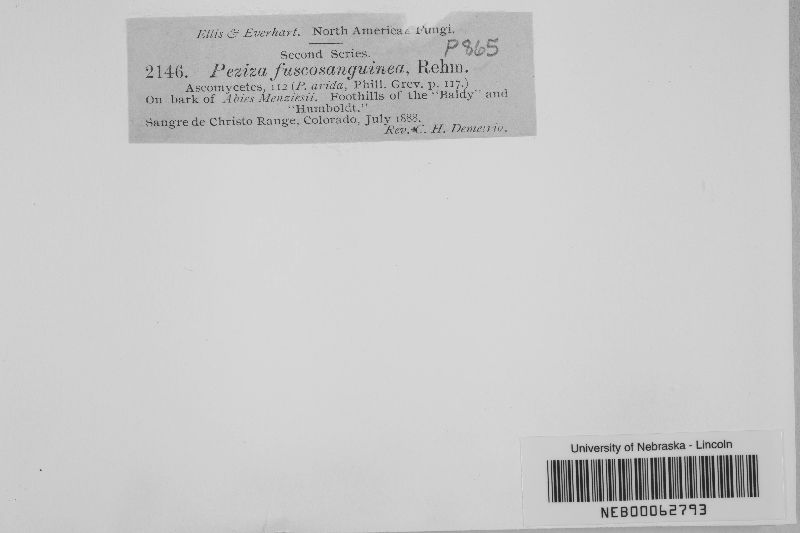 Ellis & Everhart. North American Fungi.
P865
Second Series.
2146. Peziza fuscosanguinea, Rehm.
Ascomycetes, 112 (P. arida, Phill. Grev. p. 117.)
On bark of Abies Menziesii. Foothills of the "Baldy" and
"Humboldt."
Sangre de Christo Range, Colorado, July 1888.
Rev. C. H. Demetrio.
University of Nebraska - Lincoln
NEB00062793